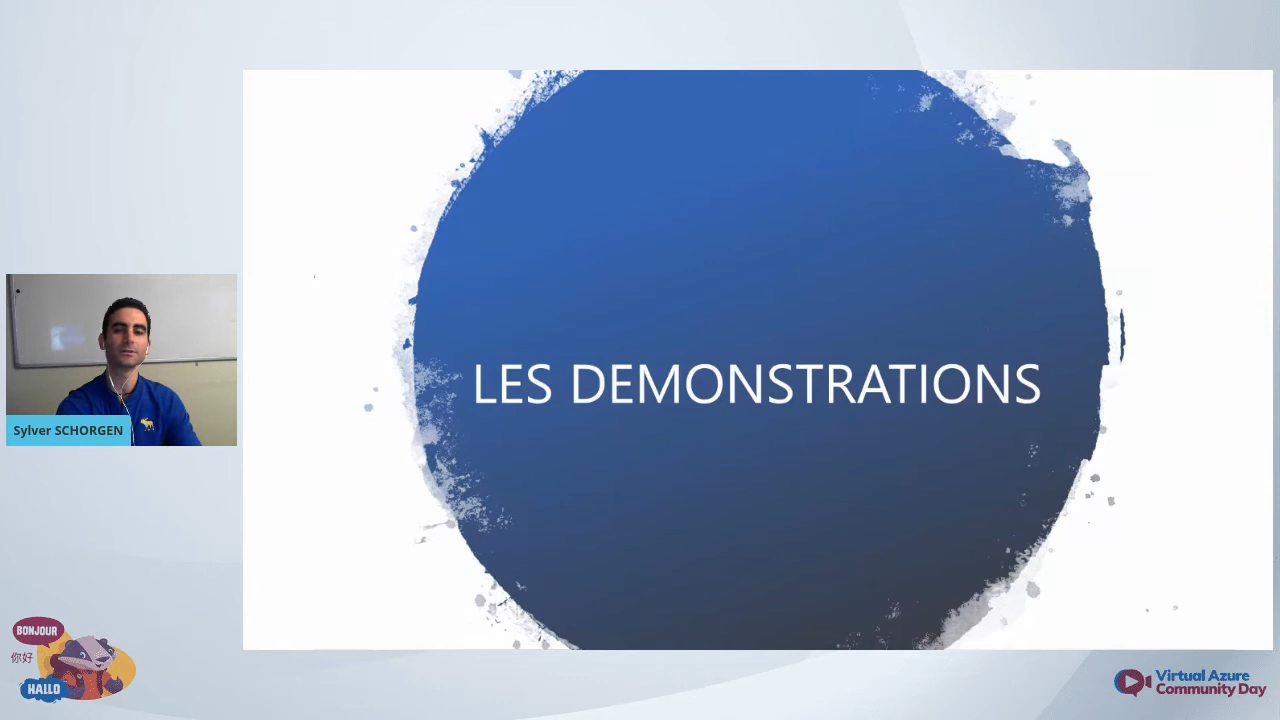 LES DEMONSTRATIONS
Sylver SCHORGEN
BONJOUR
你好
HALLO
Virtual Azure
Community Day